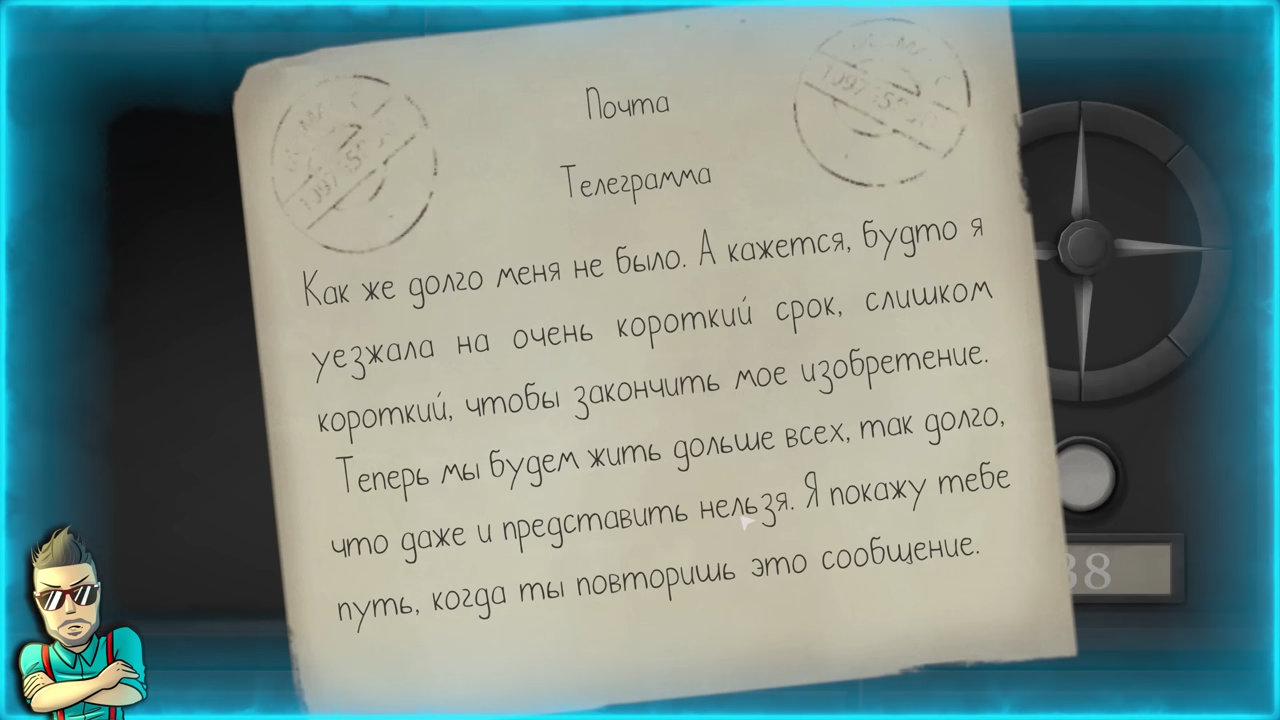 Почта
Телеграмма
Как же долго меня не было. А кажется, будто я
уезжала на очень короткий срок, слишком
короткий, чтобы закончить мое изобретение.
Теперь мы будем жить дольше всех, так долго,
что даже и представить нельзя. Я покажу тебе
путь, когда ты повторишь это сообщение.
38